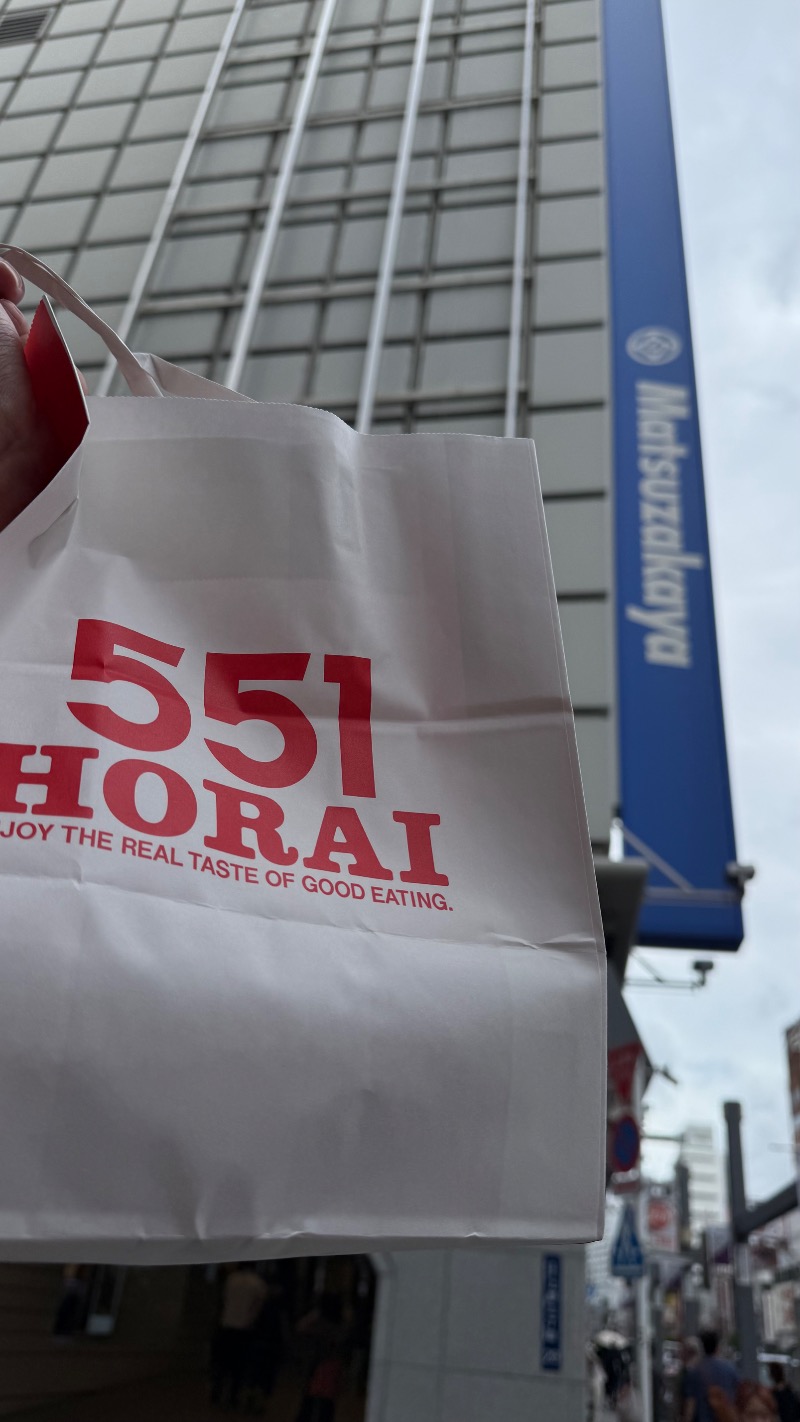 551
HORAI
JOY THE REAL TASTE OF GOOD EATING.
Matsuzakaya